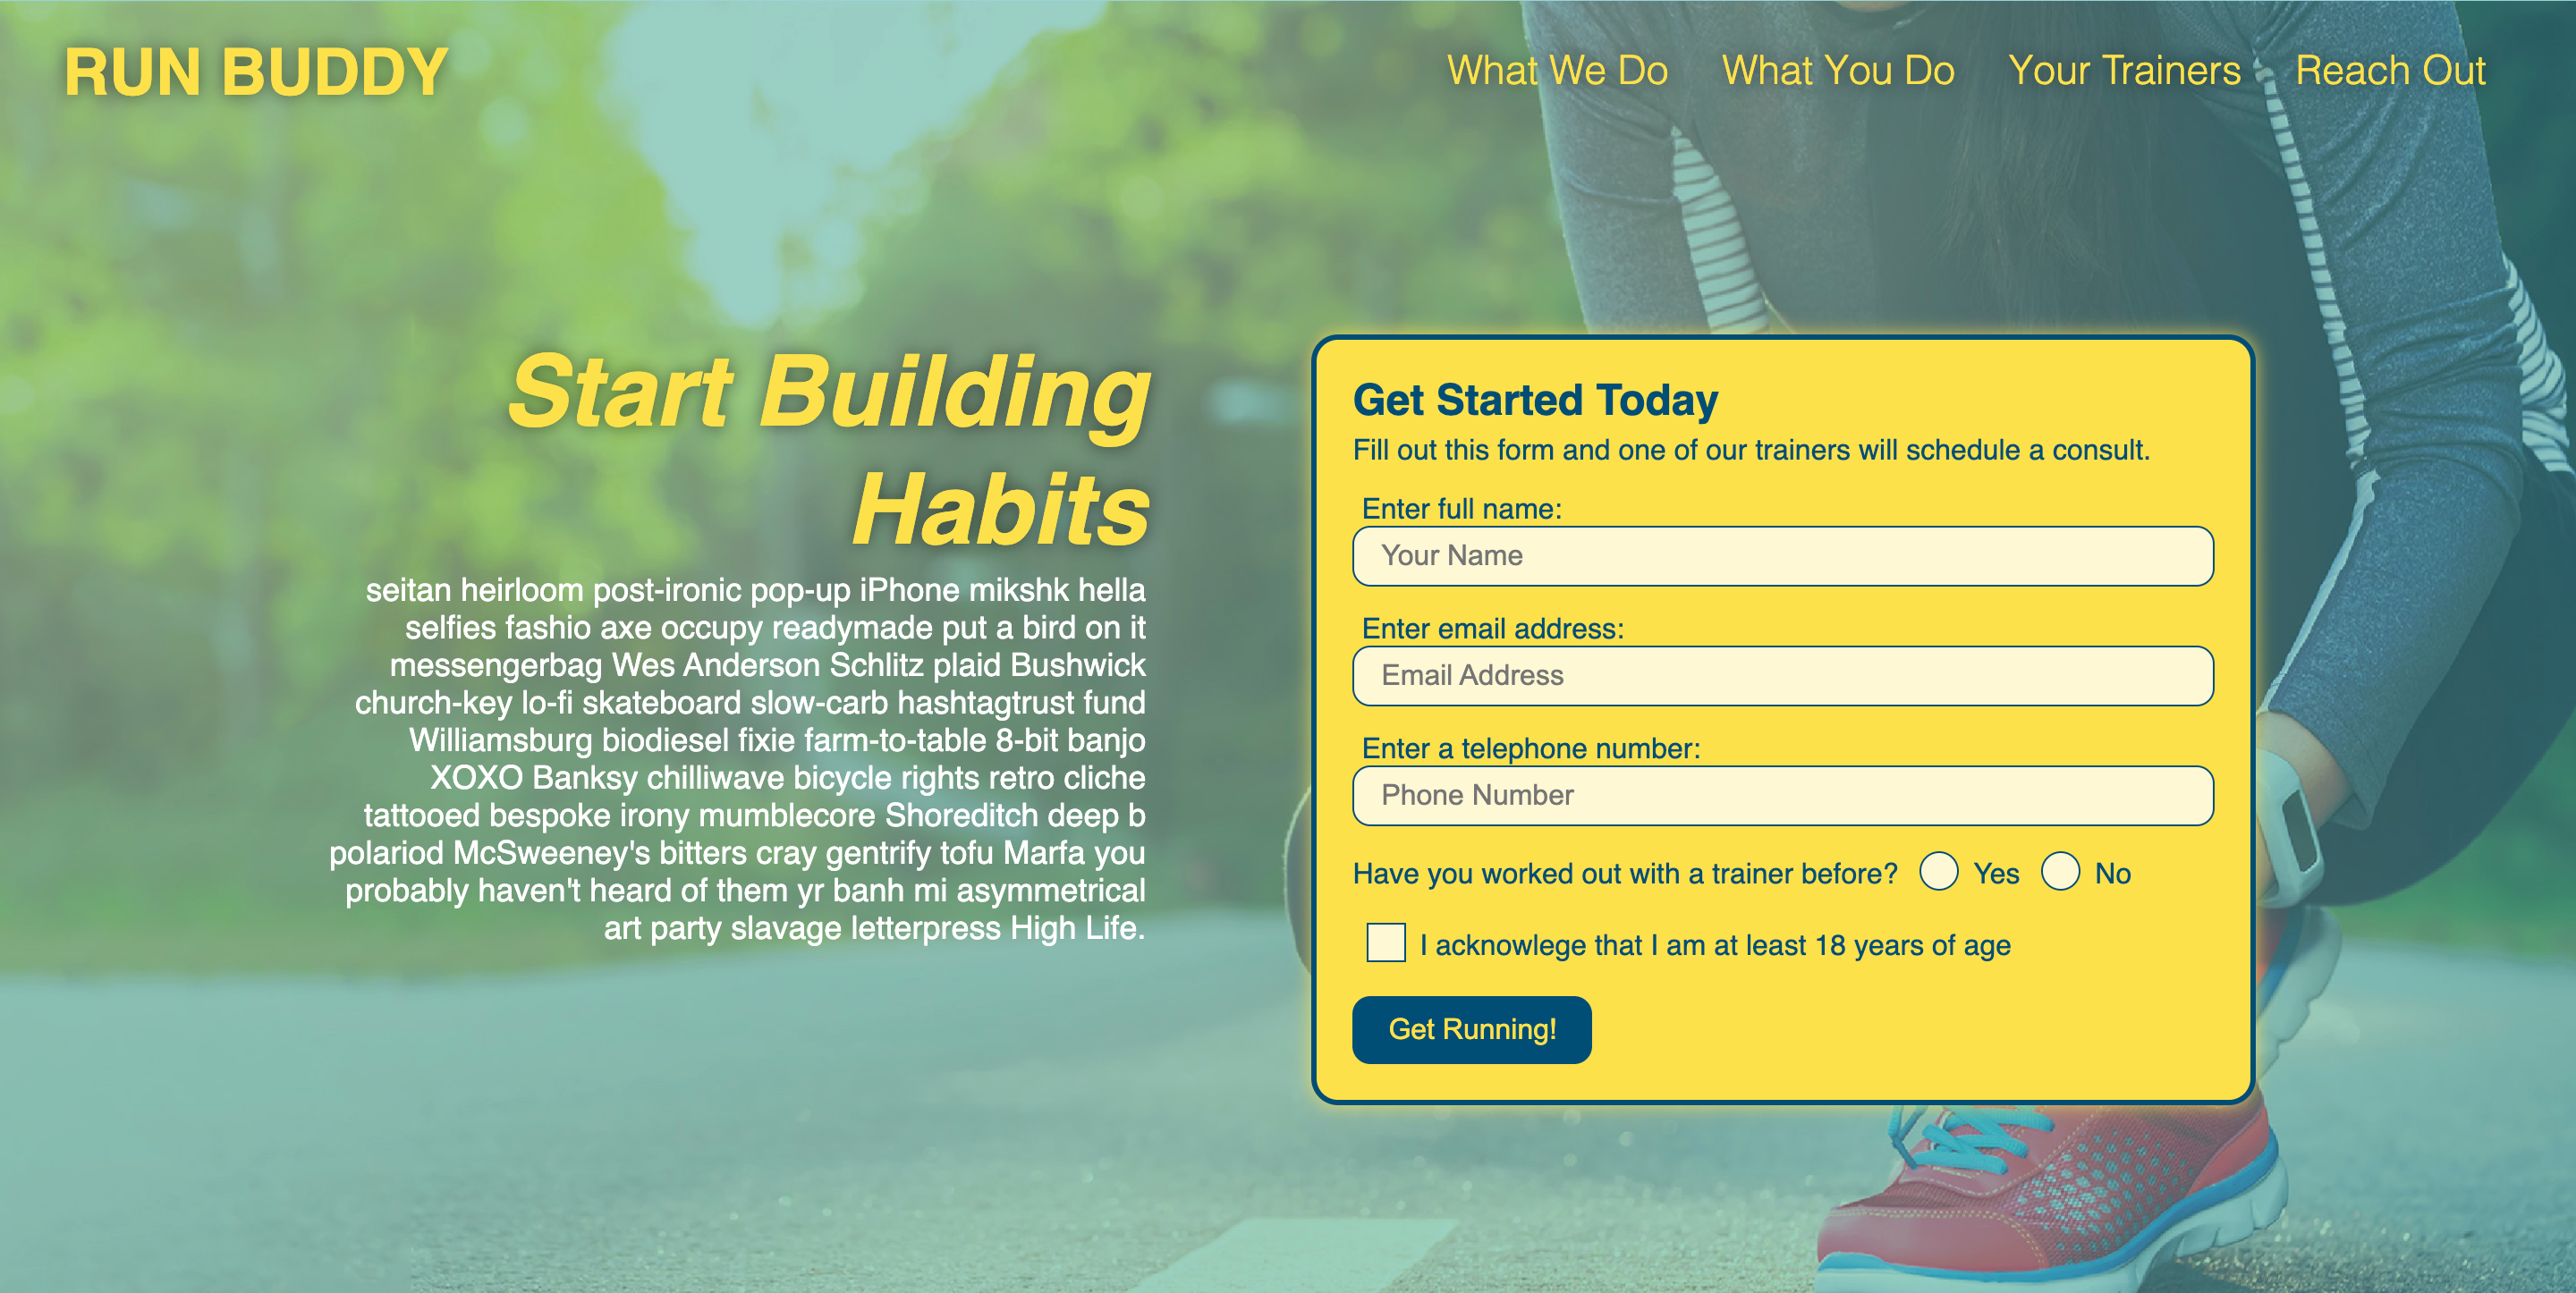 RUN BUDDY
What We Do What You Do Your Trainers Reach Out
Start Building
Habits
seitan heirloom post-ironic pop-up iPhone mikshk hella
selfies fashio axe occupy readymade put a bird on it
messengerbag Wes Anderson Schlitz plaid Bushwick
church-key lo-fi skateboard slow-carb hashtagtrust fund
Williamsburg biodiesel fixie farm-to-table 8-bit banjo
XOXO Banksy chilliwave bicycle rights retro cliche
tattooed bespoke irony mumblecore Shoreditch deep b
polariod McSweeney's bitters cray gentrify tofu Marfa you
probably haven't heard of them yr banh mi asymmetrical
art party slavage letterpress High Life.
Get Started Today
Fill out this form and one of our trainers will schedule a consult.
Enter full name:
Your Name
Enter email address:
Email Address
Enter a telephone number:
Phone Number
Have you worked out with a trainer before? Yes No
I acknowlege that I am at least 18 years of age
Get Running!